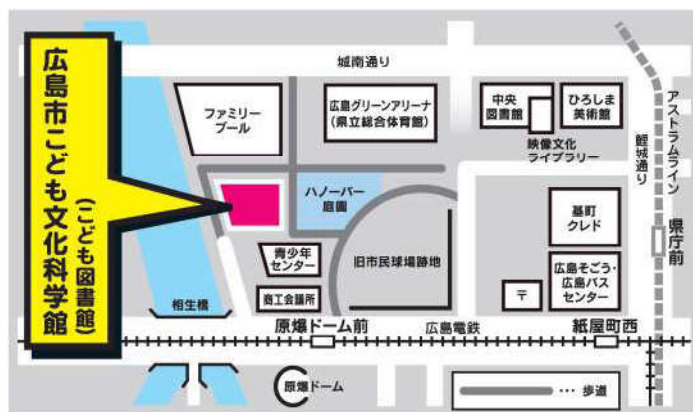 広島市こども文化科学館
(こども図書館)
城南通り
ファミリー
プール
広島グリーンアリーナ
(県立総合体育館)
中央
図書館
ひろしま
美術館
映像文化
ライブラリー
鯉城通り
アストラムライン
県庁前
ハノーバー
庭園
基町
クレド
青少年
センター
旧市民球場跡地
広島そごう・
広島バス
センター
〒
商工会議所
相生橋
原爆ドーム前
広島電鉄
紙屋町西
原爆ドーム
… 歩道